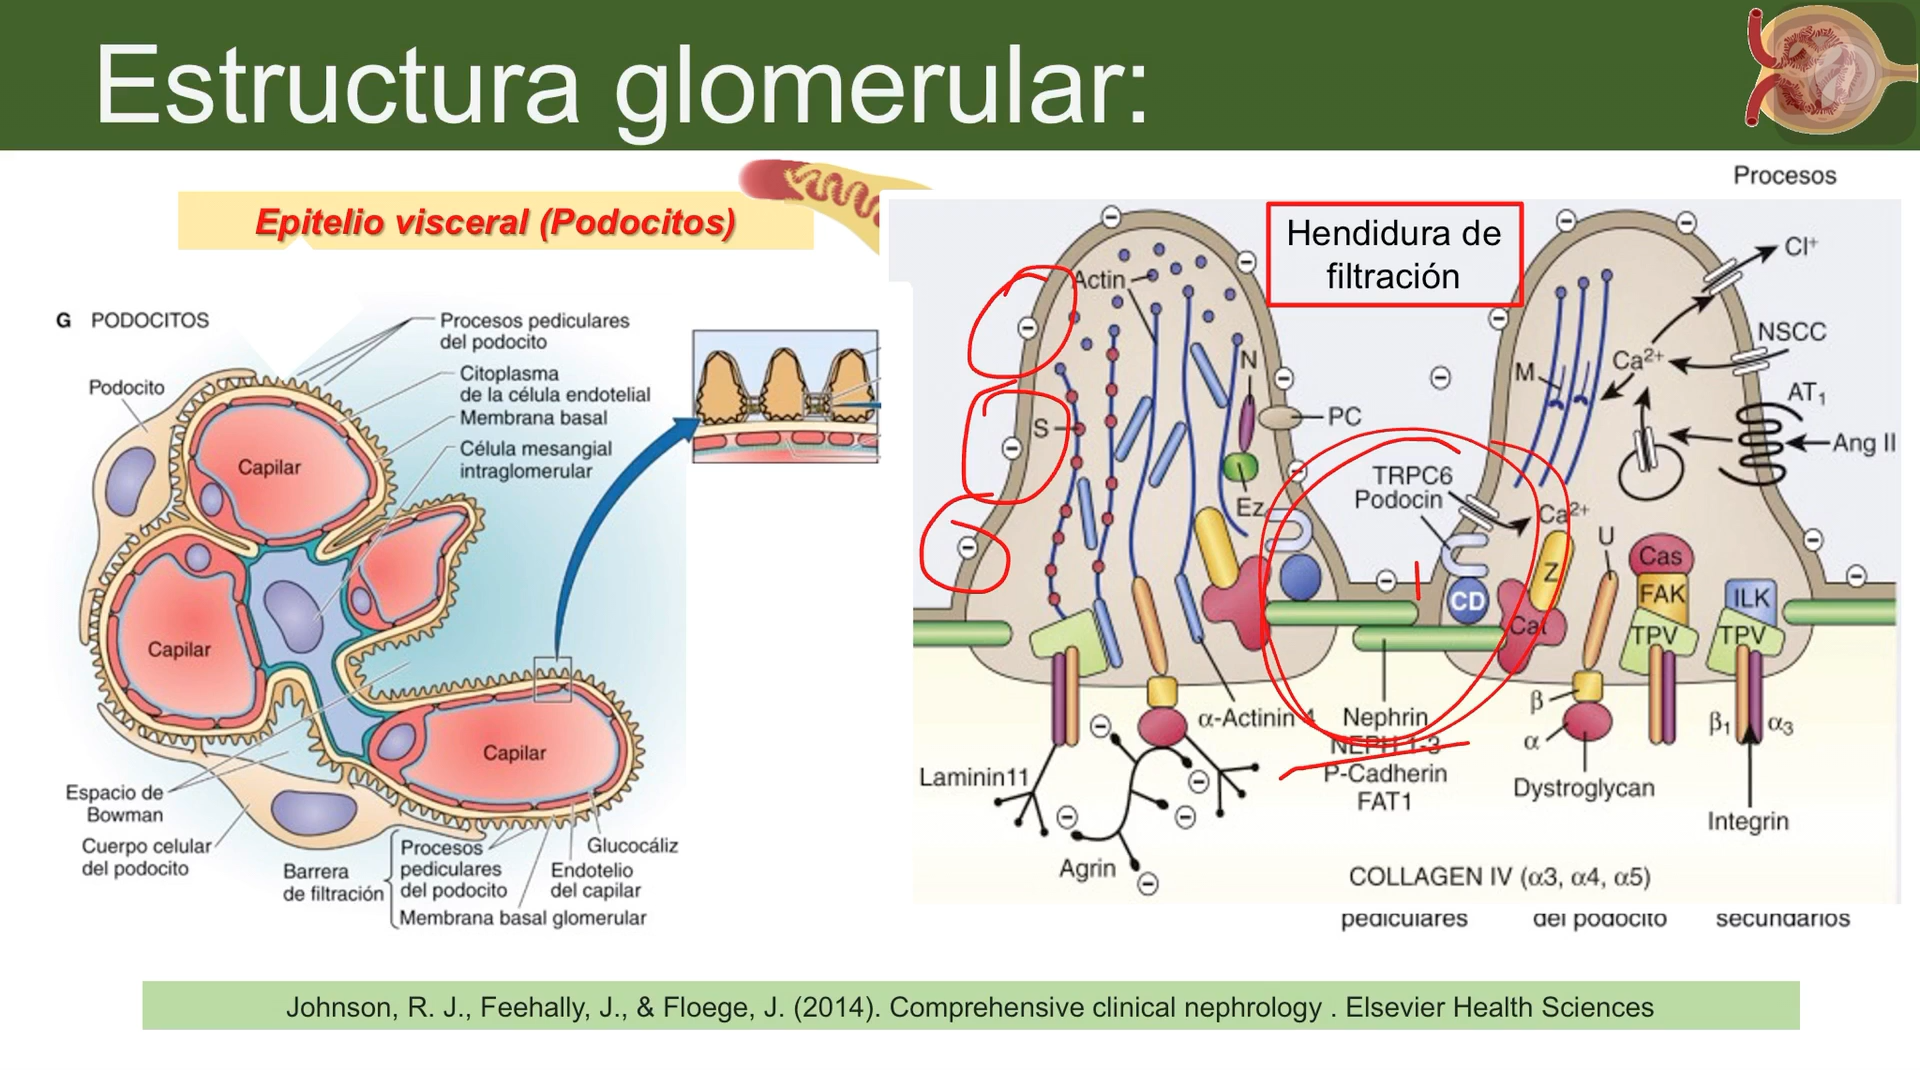 Estructura glomerular:
Epitelio visceral (Podocitos)
G PODOCITOS
Procesos pediculares
del podocito
Podocito
Citoplasma
de la célula endotelial
Membrana basal
Célula mesangial
intraglomerular
Capilar
Capilar
Capilar
Espacio de
Bowman
Cuerpo celular
del podocito
Barrera
de filtración
Procesos
pediculares
del podocito
Glucocáliz
Endotelio
del capilar
Membrana basal glomerular
Procesos
Hendidura de
filtración
Actin
Cl+
NSCC
Ca2+
M
AT1
Ang II
N
S
PC
TRPC6
Podocin
Ez
Ca2+
U
Cas
Z
FAK
ILK
CD
Cat
TPV
TPV
α-Actinin 4
Nephrin
NEPH 1-3
P-Cadherin
FAT1
β
α
Dystroglycan
β1
α3
Integrin
Laminin11
Agrin
COLLAGEN IV (α3, α4, α5)
pediculares
del podocito
secundarios
Johnson, R. J., Feehally, J., & Floege, J. (2014). Comprehensive clinical nephrology . Elsevier Health Sciences